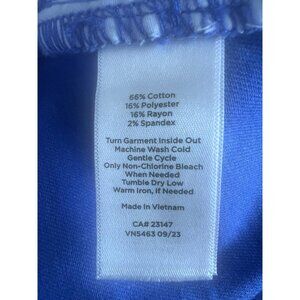 66% Cotton
16% Polyester
16% Rayon
2% Spandex
Turn Garment Inside Out
Machine Wash Cold
Gentle Cycle
Only Non-Chlorine Bleach
When Needed
Tumble Dry Low
Warm Iron, If Needed.
Made In Vietnam
CA# 23147
VN5463 09/23